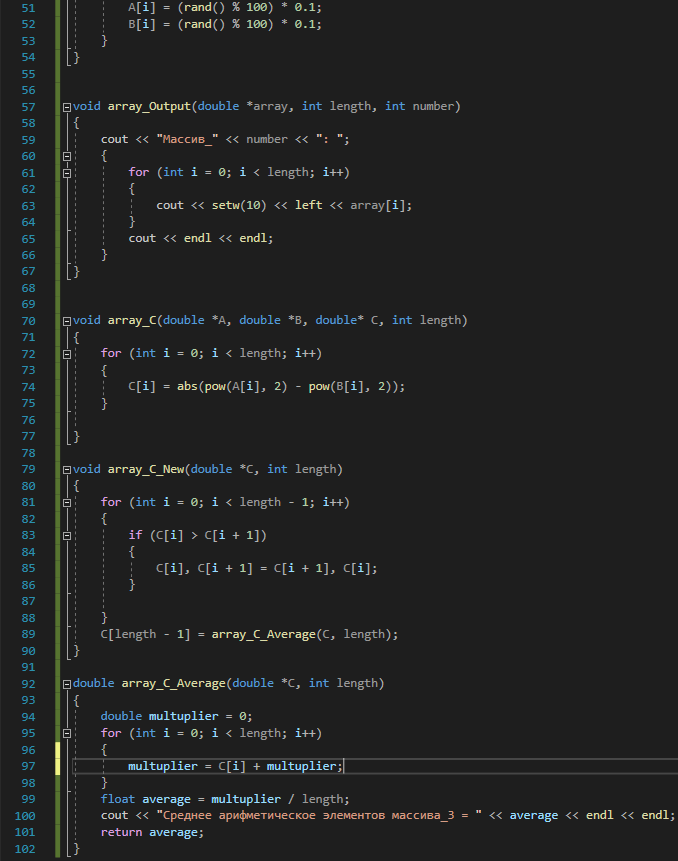 51 A[i] = (rand() % 100) * 0.1;
52 B[i] = (rand() % 100) * 0.1;
53 }
54 }
55
56
57 void array_Output(double *array, int length, int number)
58 {
59 cout << "Массив_" << number << ": ";
60 {
61 for (int i = 0; i < length; i++)
62 {
63 cout << setw(10) << left << array[i];
64 }
65 cout << endl << endl;
66 }
67 }
68
69
70 void array_C(double *A, double *B, double* C, int length)
71 {
72 for (int i = 0; i < length; i++)
73 {
74 C[i] = abs(pow(A[i], 2) - pow(B[i], 2));
75 }
76
77 }
78
79 void array_C_New(double *C, int length)
80 {
81 for (int i = 0; i < length - 1; i++)
82 {
83 if (C[i] > C[i + 1])
84 {
85 C[i], C[i + 1] = C[i + 1], C[i];
86 }
87
88 }
89 C[length - 1] = array_C_Average(C, length);
90 }
91
92 double array_C_Average(double *C, int length)
93 {
94 double multuplier = 0;
95 for (int i = 0; i < length; i++)
96 {
97 multuplier = C[i] + multuplier;
98 }
99 float average = multuplier / length;
100 cout << "Среднее арифметическое элементов массива_3 = " << average << endl << endl;
101 return average;
102 }